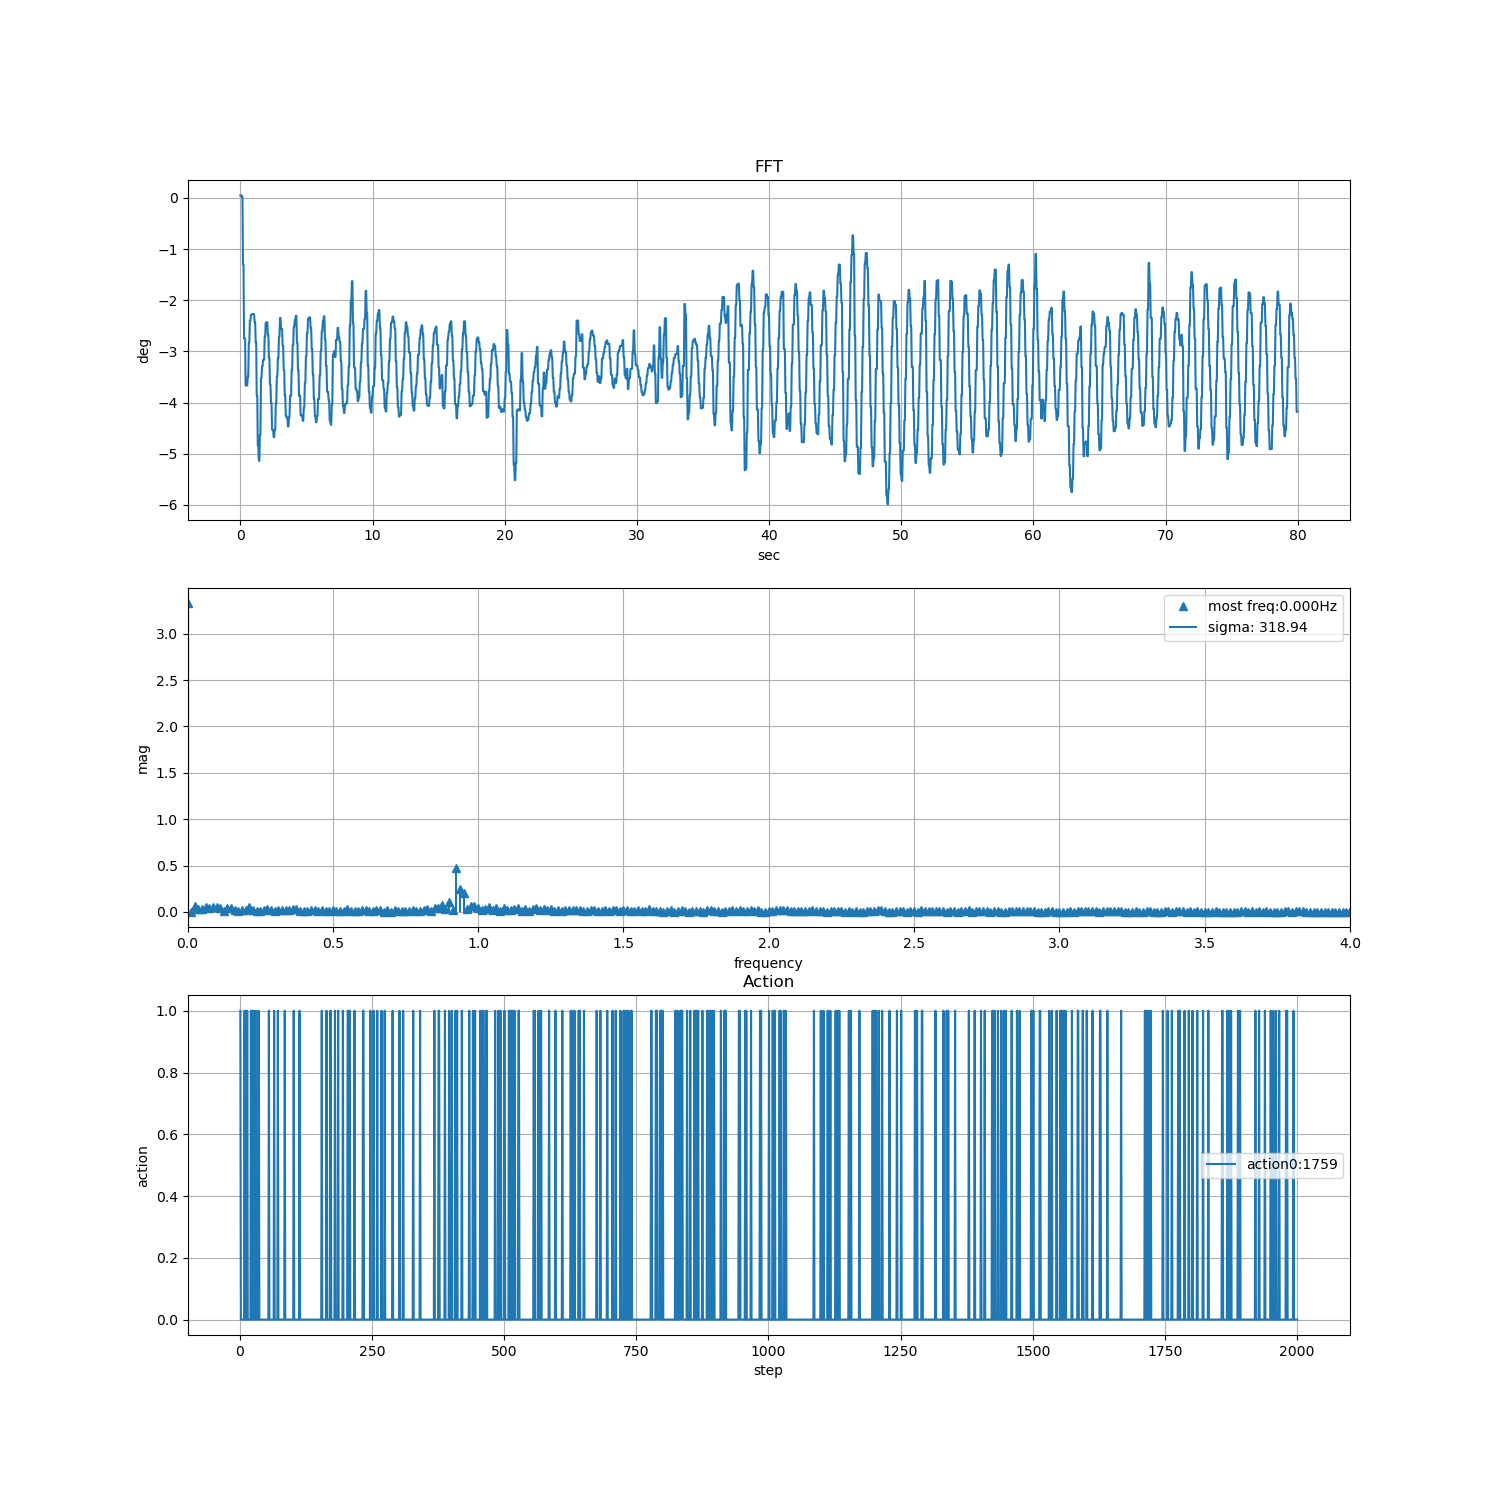 FFT
0
−1
−2
−3
−4
−5
−6
deg
0 10 20 30 40 50 60 70 80
sec
most freq:0.000Hz
sigma: 318.94
3.0
2.5
2.0
1.5
1.0
0.5
0.0
mag
0.0 0.5 1.0 1.5 2.0 2.5 3.0 3.5 4.0
frequency
Action
1.0
0.8
0.6
0.4
0.2
0.0
action
action0:1759
0 250 500 750 1000 1250 1500 1750 2000
step